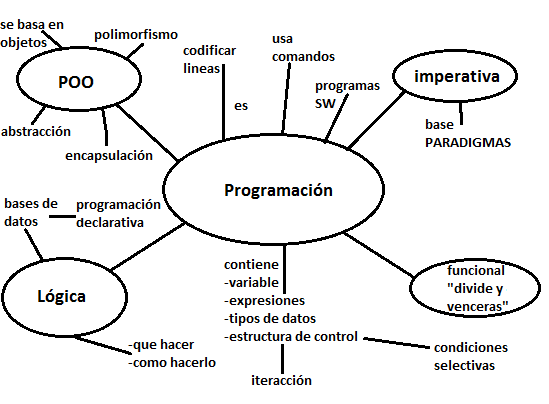 se basa en
objetos
polimorfismo
POO
abstracción
encapsulación
codificar
lineas
es
usa
comandos
programas
SW
imperativa
base
PARADIGMAS
Programación
bases de
datos
programación
declarativa
Lógica
-que hacer
-como hacerlo
contiene
-variable
-expresiones
-tipos de datos
-estructura de control
iteracción
condiciones
selectivas
funcional
"divide y
venceras"